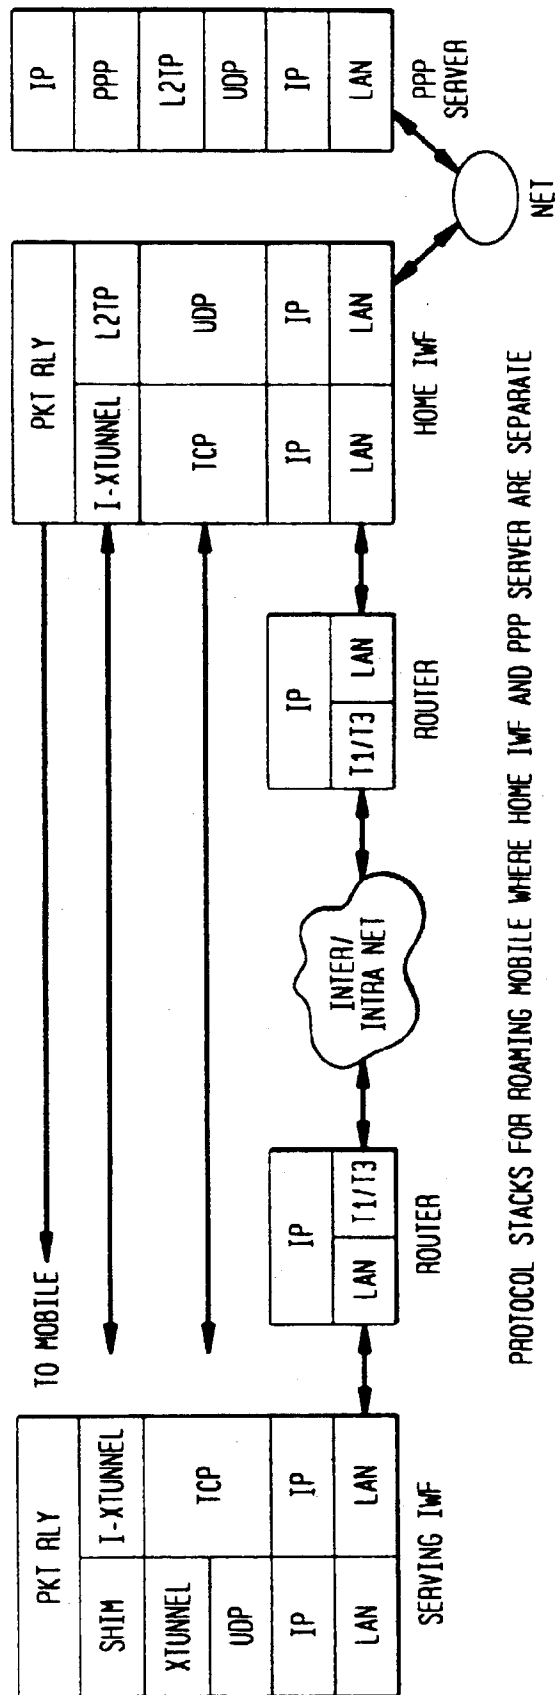 PKT RLY
SHIM
I-XTUNNEL
XTUNNEL
TCP
UDP
IP
IP
LAN
LAN
SERVING IWF
TO MOBILE
IP
LAN
T1/T3
ROUTER
INTER/
INTRA NET
IP
T1/T3
LAN
ROUTER
PKT RLY
I-XTUNNEL
L2TP
TCP
UDP
IP
IP
LAN
LAN
HOME IWF
NET
IP
PPP
L2TP
UDP
IP
LAN
PPP
SERVER
PROTOCOL STACKS FOR ROAMING MOBILE WHERE HOME IWF AND PPP SERVER ARE SEPARATE